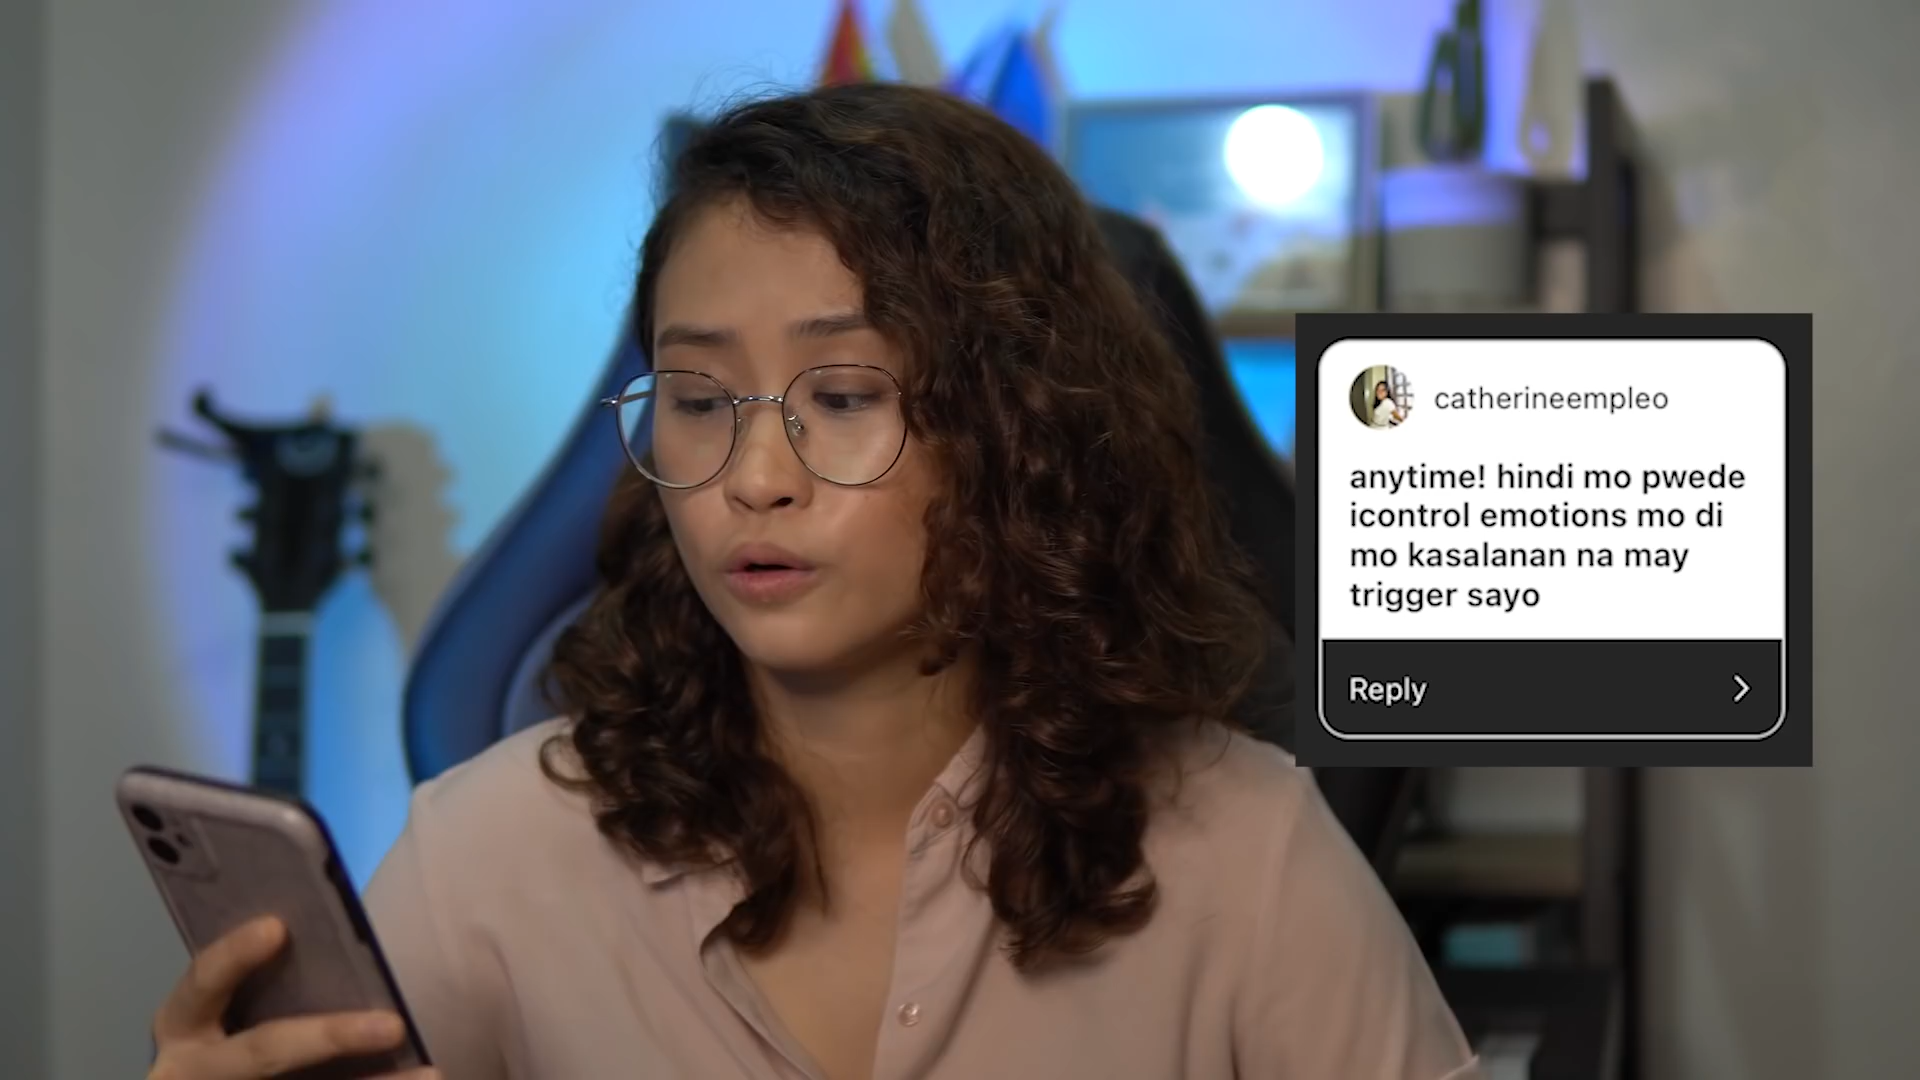 catherineempleo
anytime! hindi mo pwede
icontrol emotions mo di
mo kasalanan na may
trigger sayo
Reply